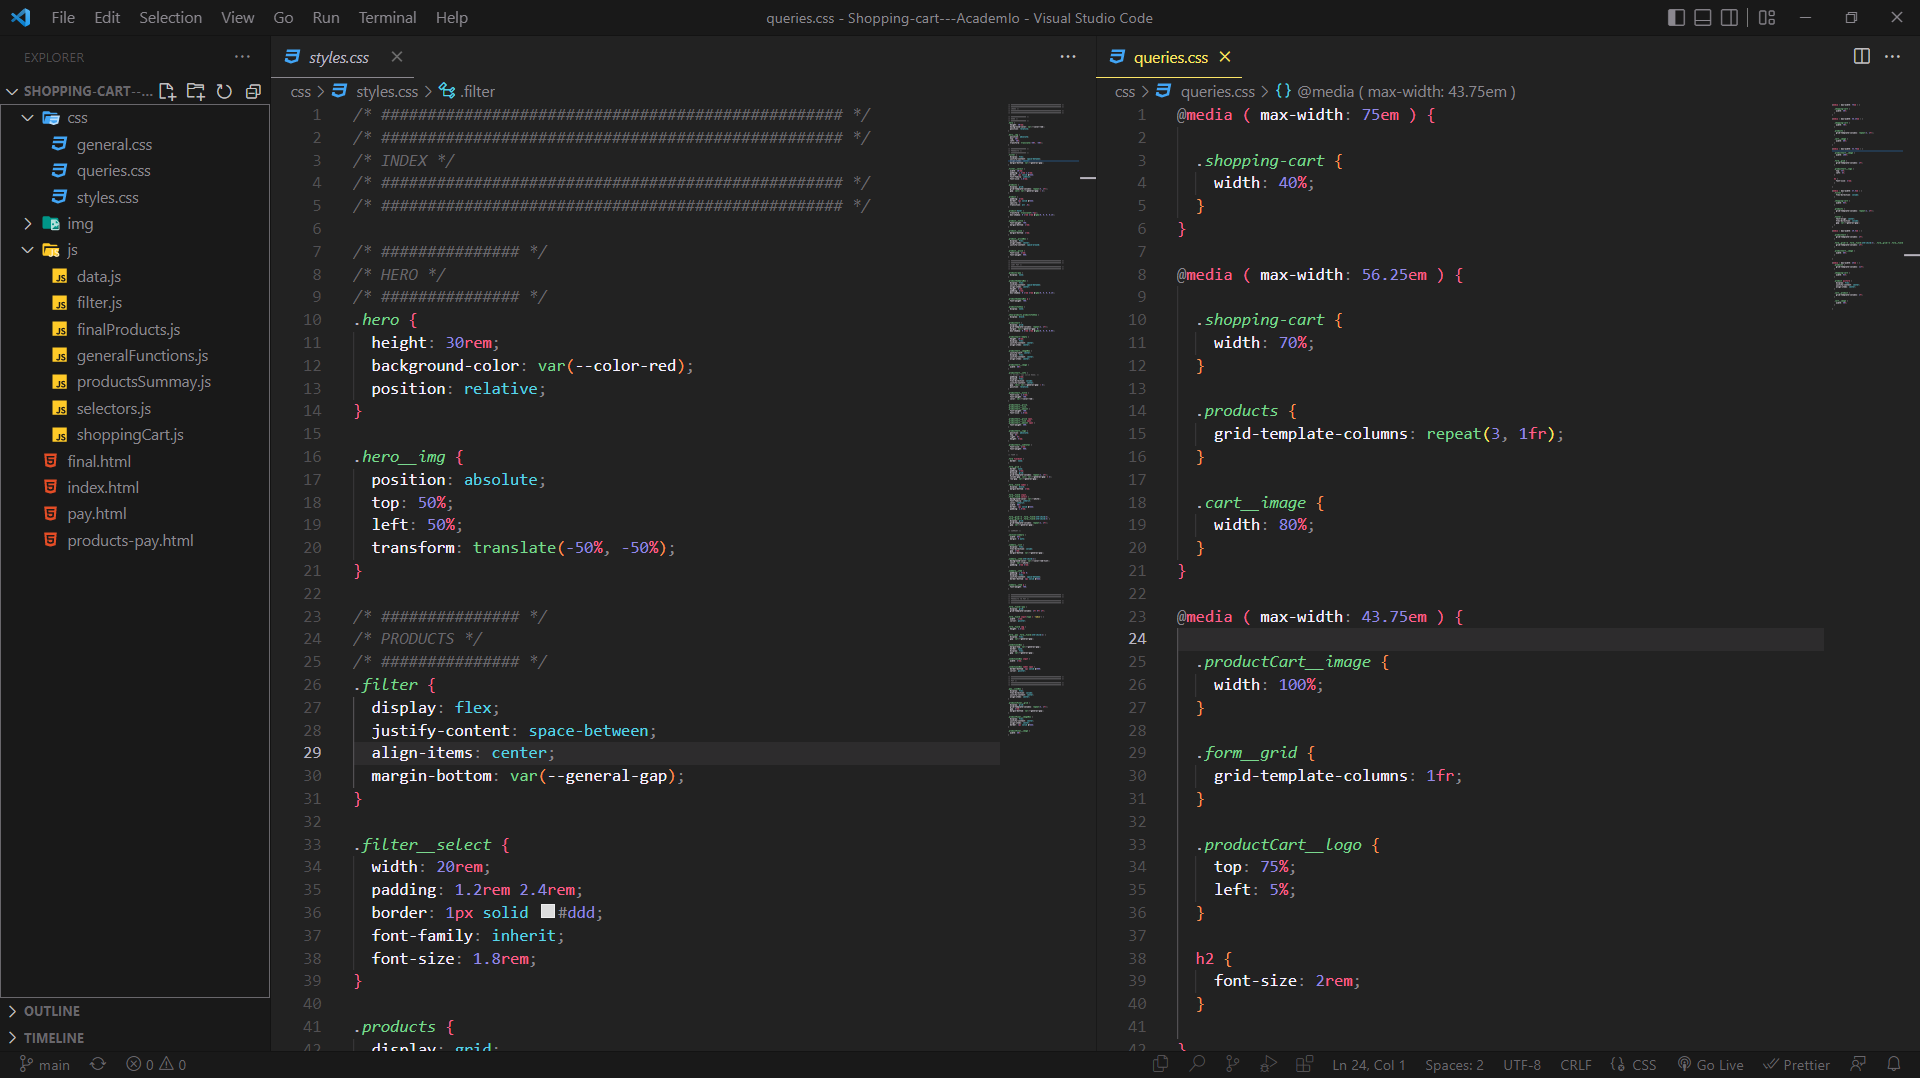 File Edit Selection View Go Run Terminal Help
queries.css - Shopping-cart---AcademIo - Visual Studio Code
EXPLORER
SHOPPING-CART--...
css
general.css
queries.css
styles.css
img
js
data.js
filter.js
finalProducts.js
generalFunctions.js
productsSummay.js
selectors.js
shoppingCart.js
final.html
index.html
pay.html
products-pay.html
OUTLINE
TIMELINE
styles.css
css > styles.css > .filter
1 /* ################################################## */
2 /* ################################################## */
3 /* INDEX */
4 /* ################################################## */
5 /* ################################################## */
6
7 /* ############### */
8 /* HERO */
9 /* ############### */
10 .hero {
11 height: 30rem;
12 background-color: var(--color-red);
13 position: relative;
14 }
15
16 .hero__img {
17 position: absolute;
18 top: 50%;
19 left: 50%;
20 transform: translate(-50%, -50%);
21 }
22
23 /* ############### */
24 /* PRODUCTS */
25 /* ############### */
26 .filter {
27 display: flex;
28 justify-content: space-between;
29 align-items: center;
30 margin-bottom: var(--general-gap);
31 }
32
33 .filter__select {
34 width: 20rem;
35 padding: 1.2rem 2.4rem;
36 border: 1px solid #ddd;
37 font-family: inherit;
38 font-size: 1.8rem;
39 }
40
41 .products {
42 display: grid;
queries.css
css > queries.css > {} @media ( max-width: 43.75em )
1 @media ( max-width: 75em ) {
2
3 .shopping-cart {
4 width: 40%;
5 }
6 }
7
8 @media ( max-width: 56.25em ) {
9
10 .shopping-cart {
11 width: 70%;
12 }
13
14 .products {
15 grid-template-columns: repeat(3, 1fr);
16 }
17
18 .cart__image {
19 width: 80%;
20 }
21 }
22
23 @media ( max-width: 43.75em ) {
24
25 .productCart__image {
26 width: 100%;
27 }
28
29 .form__grid {
30 grid-template-columns: 1fr;
31 }
32
33 .productCart__logo {
34 top: 75%;
35 left: 5%;
36 }
37
38 h2 {
39 font-size: 2rem;
40 }
41
42 }
main 0 0 Ln 24, Col 1 Spaces: 2 UTF-8 CRLF CSS Go Live Prettier